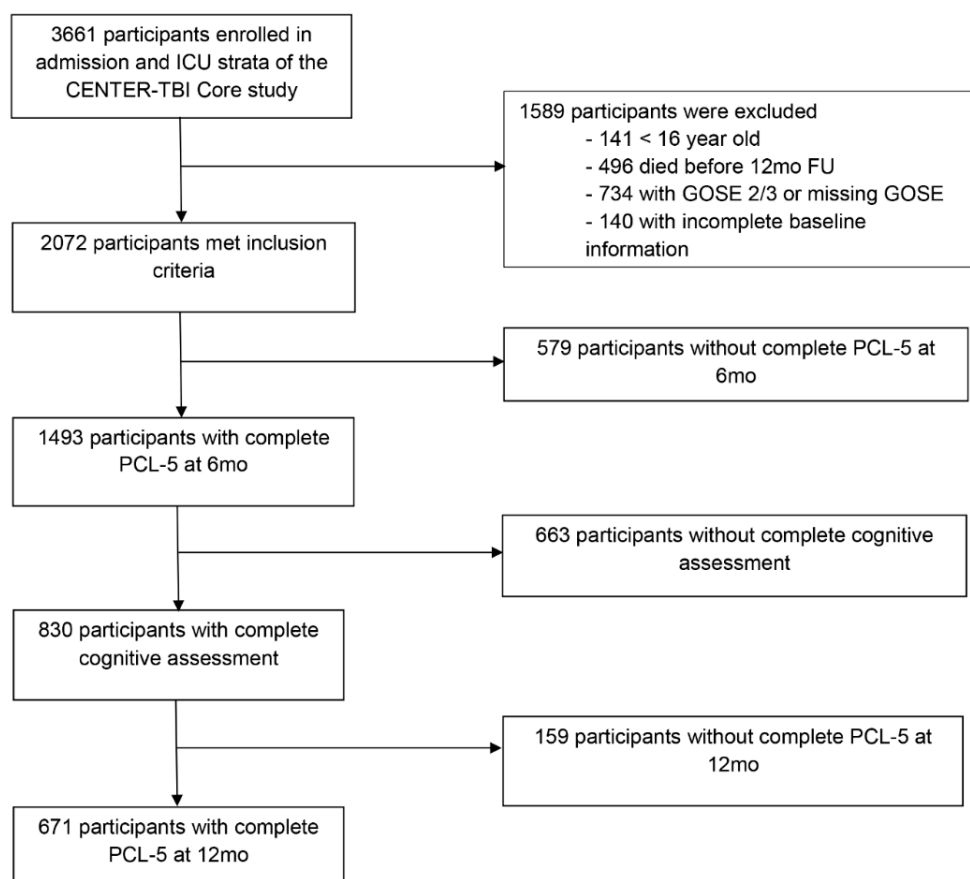 3661 participants enrolled in
admission and ICU strata of the
CENTER-TBI Core study
1589 participants were excluded
- 141 < 16 year old
- 496 died before 12mo FU
- 734 with GOSE 2/3 or missing GOSE
- 140 with incomplete baseline
information
2072 participants met inclusion
criteria
579 participants without complete PCL-5 at
6mo
1493 participants with complete
PCL-5 at 6mo
663 participants without complete cognitive
assessment
830 participants with complete
cognitive assessment
159 participants without complete PCL-5 at
12mo
671 participants with complete
PCL-5 at 12mo